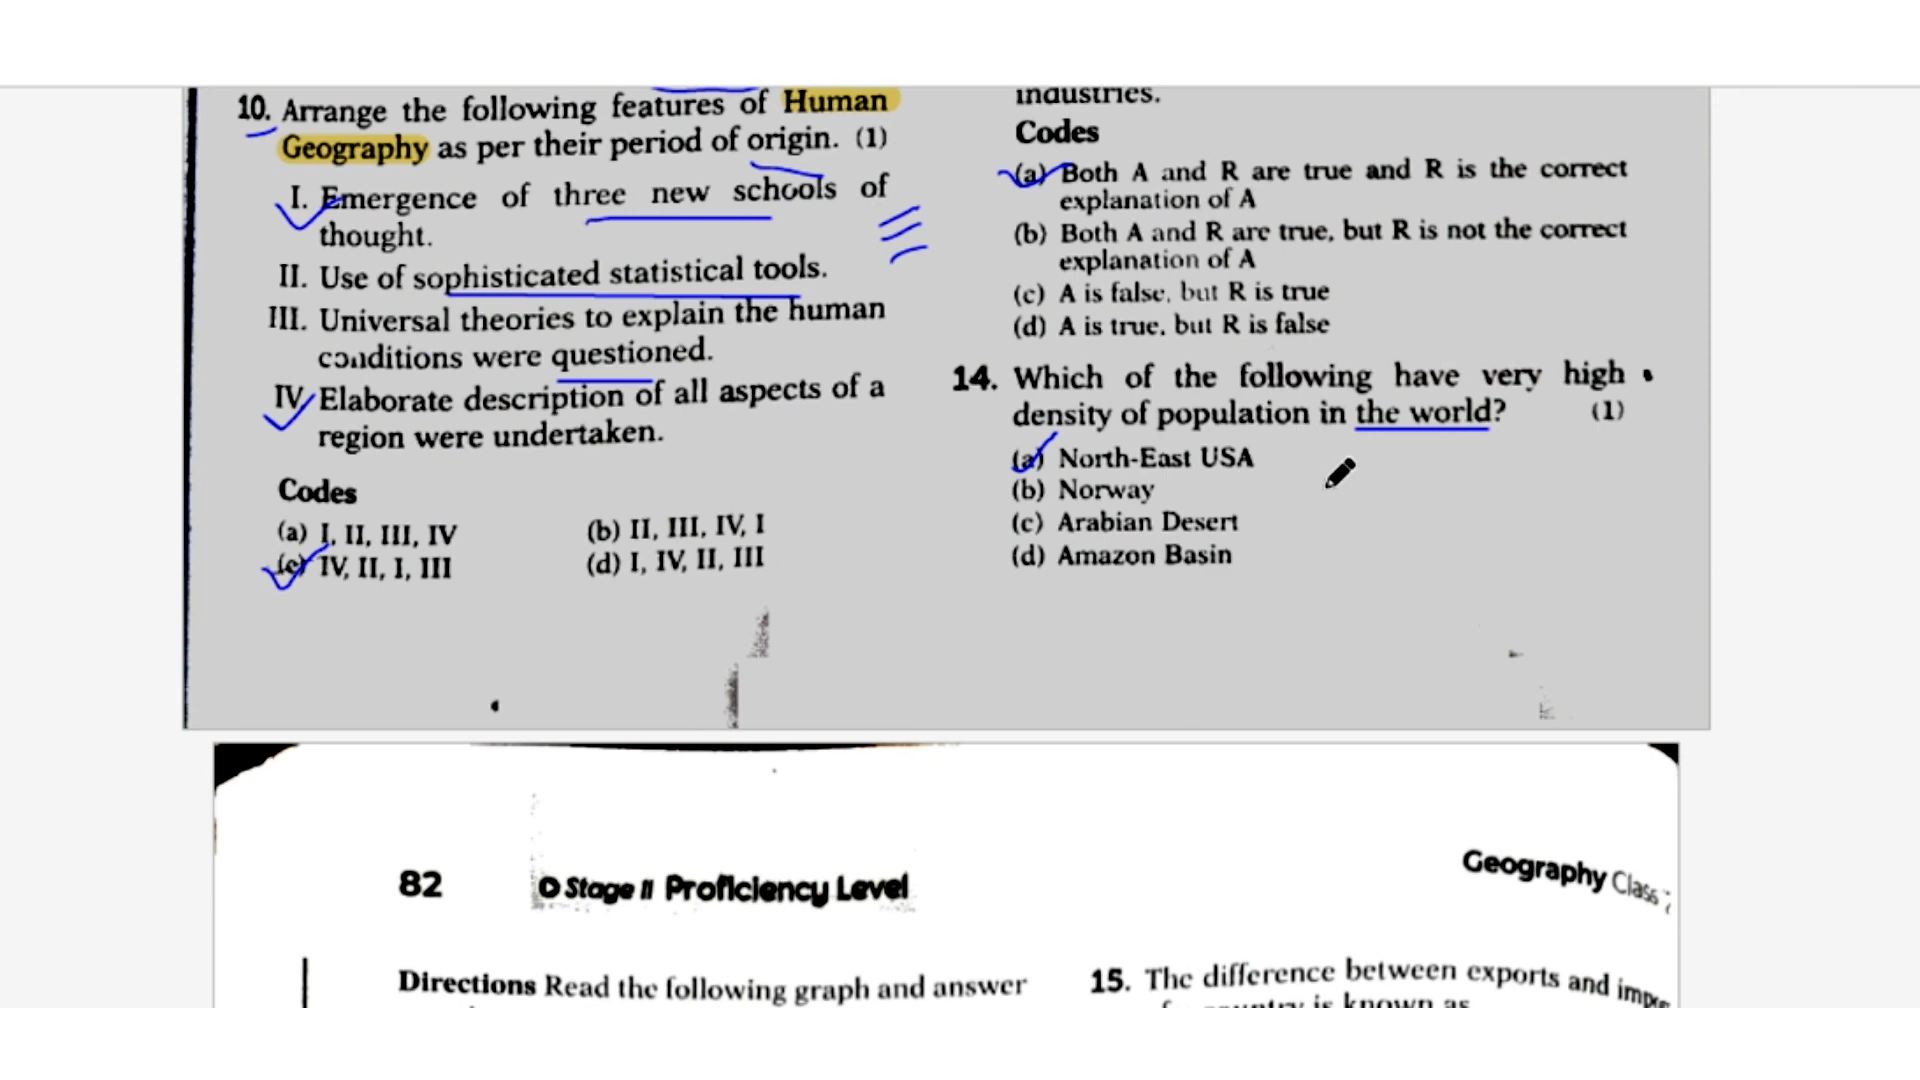 10. Arrange the following features of Human
Geography as per their period of origin. (1)
I. Emergence of three new schools of
thought.
II. Use of sophisticated statistical tools.
III. Universal theories to explain the human
conditions were questioned.
IV. Elaborate description of all aspects of a
region were undertaken.
Codes
(a) I, II, III, IV (b) II, III, IV, I
(c) IV, II, I, III (d) I, IV, II, III
industries.
Codes
(a) Both A and R are true and R is the correct
explanation of A
(b) Both A and R are true, but R is not the correct
explanation of A
(c) A is false, but R is true
(d) A is true, but R is false
14. Which of the following have very high
density of population in the world? (1)
(a) North-East USA
(b) Norway
(c) Arabian Desert
(d) Amazon Basin
82 Stage II Proficiency Level
Geography Class
Directions Read the following graph and answer
15. The difference between exports and
country is known as